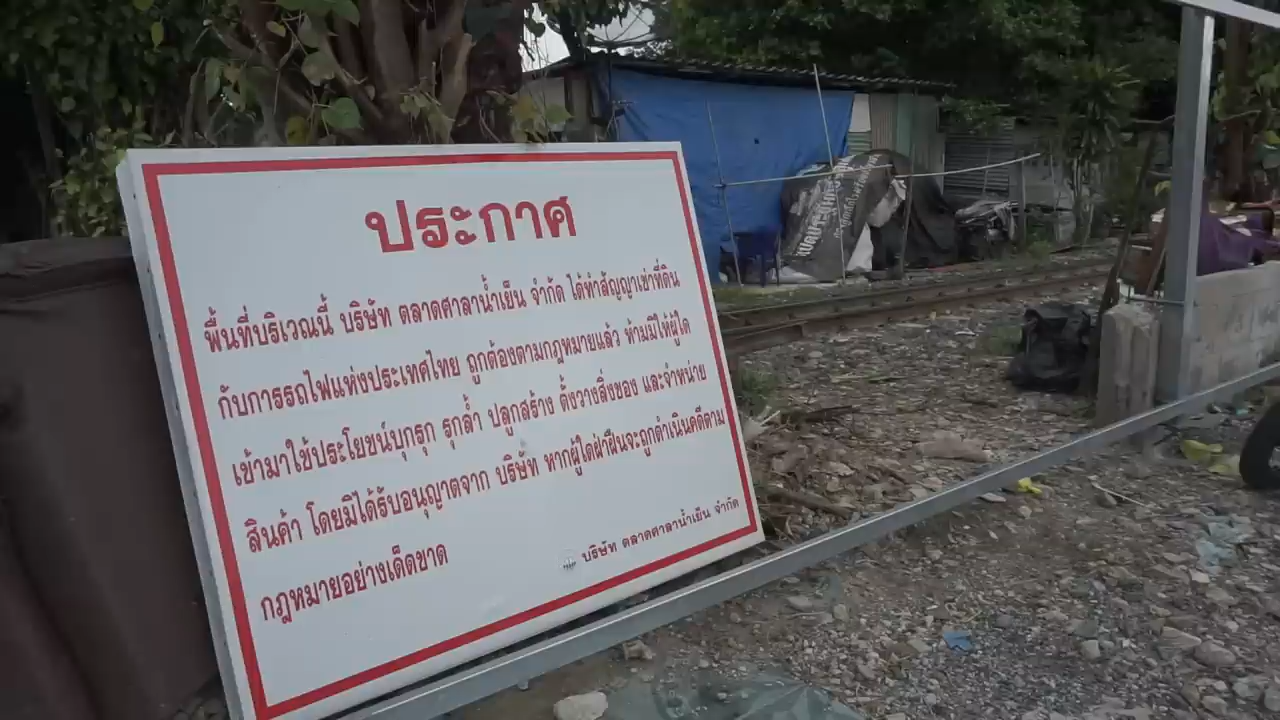 ประกาศ
พื้นที่บริเวณนี้ บริษัท ตลาดศาลาน้ำเย็น จำกัด ได้ทำสัญญาเช่าที่ดิน
กับการรถไฟแห่งประเทศไทย ถูกต้องตามกฎหมายแล้ว ห้ามมิให้ผู้ใด
เข้ามาใช้ประโยชน์บุกรุก รุกล้ำ ปลูกสร้าง ตั้งวางสิ่งของ และจำหน่าย
สินค้า โดยมิได้รับอนุญาตจาก บริษัท หากผู้ใดฝ่าฝืนจะถูกดำเนินคดีตาม
กฎหมายอย่างเด็ดขาด
บริษัท ตลาดศาลาน้ำเย็น จำกัด